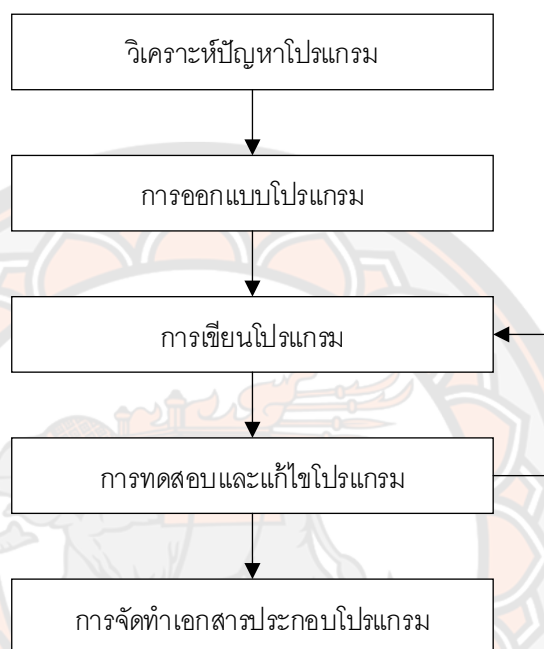 วิเคราะห์ปัญหาโปรแกรม
การออกแบบโปรแกรม
การเขียนโปรแกรม
การทดสอบและแก้ไขโปรแกรม
การจัดทำเอกสารประกอบโปรแกรม